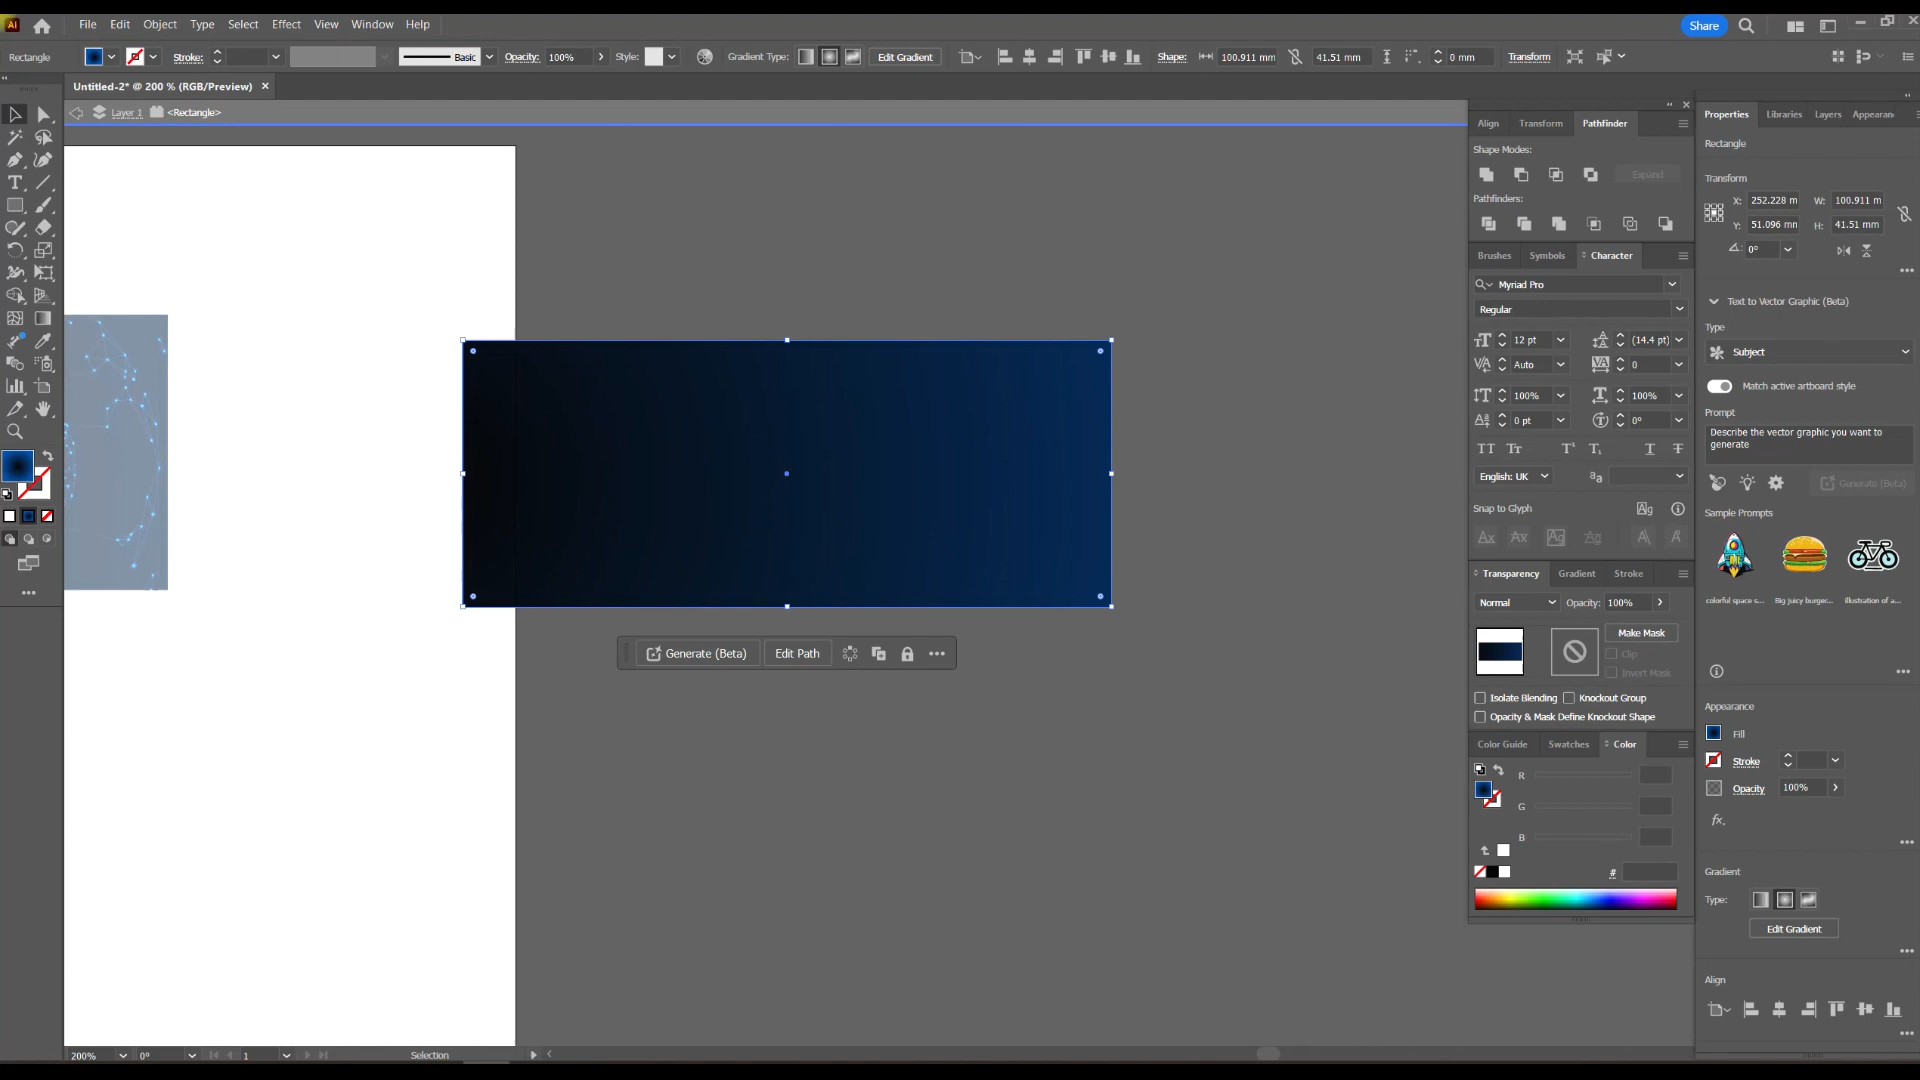 Ai File Edit Object Type Select Effect View Window Help Share
Rectangle Stroke: Basic Opacity: 100% Style: Gradient Type: Edit Gradient Shape: 100.911 mm 41.51 mm 0 mm Transform
Untitled-2* @ 200 % (RGB/Preview) ×
Layer 1 <Rectangle>
Align Transform Pathfinder
Shape Modes:
Expand
Pathfinders:
Brushes Symbols Character
Myriad Pro
Regular
12 pt (14.4 pt)
Auto 0
100% 100%
0 pt 0°
English: UK
Snap to Glyph
Transparency Gradient Stroke
Normal Opacity: 100%
Make Mask
Clip
Invert Mask
Isolate Blending Knockout Group
Opacity & Mask Define Knockout Shape
Color Guide Swatches Color
R
G
B
#
Properties Libraries Layers Appearan
Rectangle
Transform
X: 252.228 m W: 100.911 m
Y: 51.096 mm H: 41.51 mm
0°
Text to Vector Graphic (Beta)
Type
Subject
Match active artboard style
Prompt
Describe the vector graphic you want to
generate
Generate (Beta)
Sample Prompts
colorful space s... Big juicy burger... illustration of a...
Appearance
Fill
Stroke
Opacity 100%
fx.
Gradient
Type:
Edit Gradient
Align
Generate (Beta) Edit Path
200% 0° 1 Selection